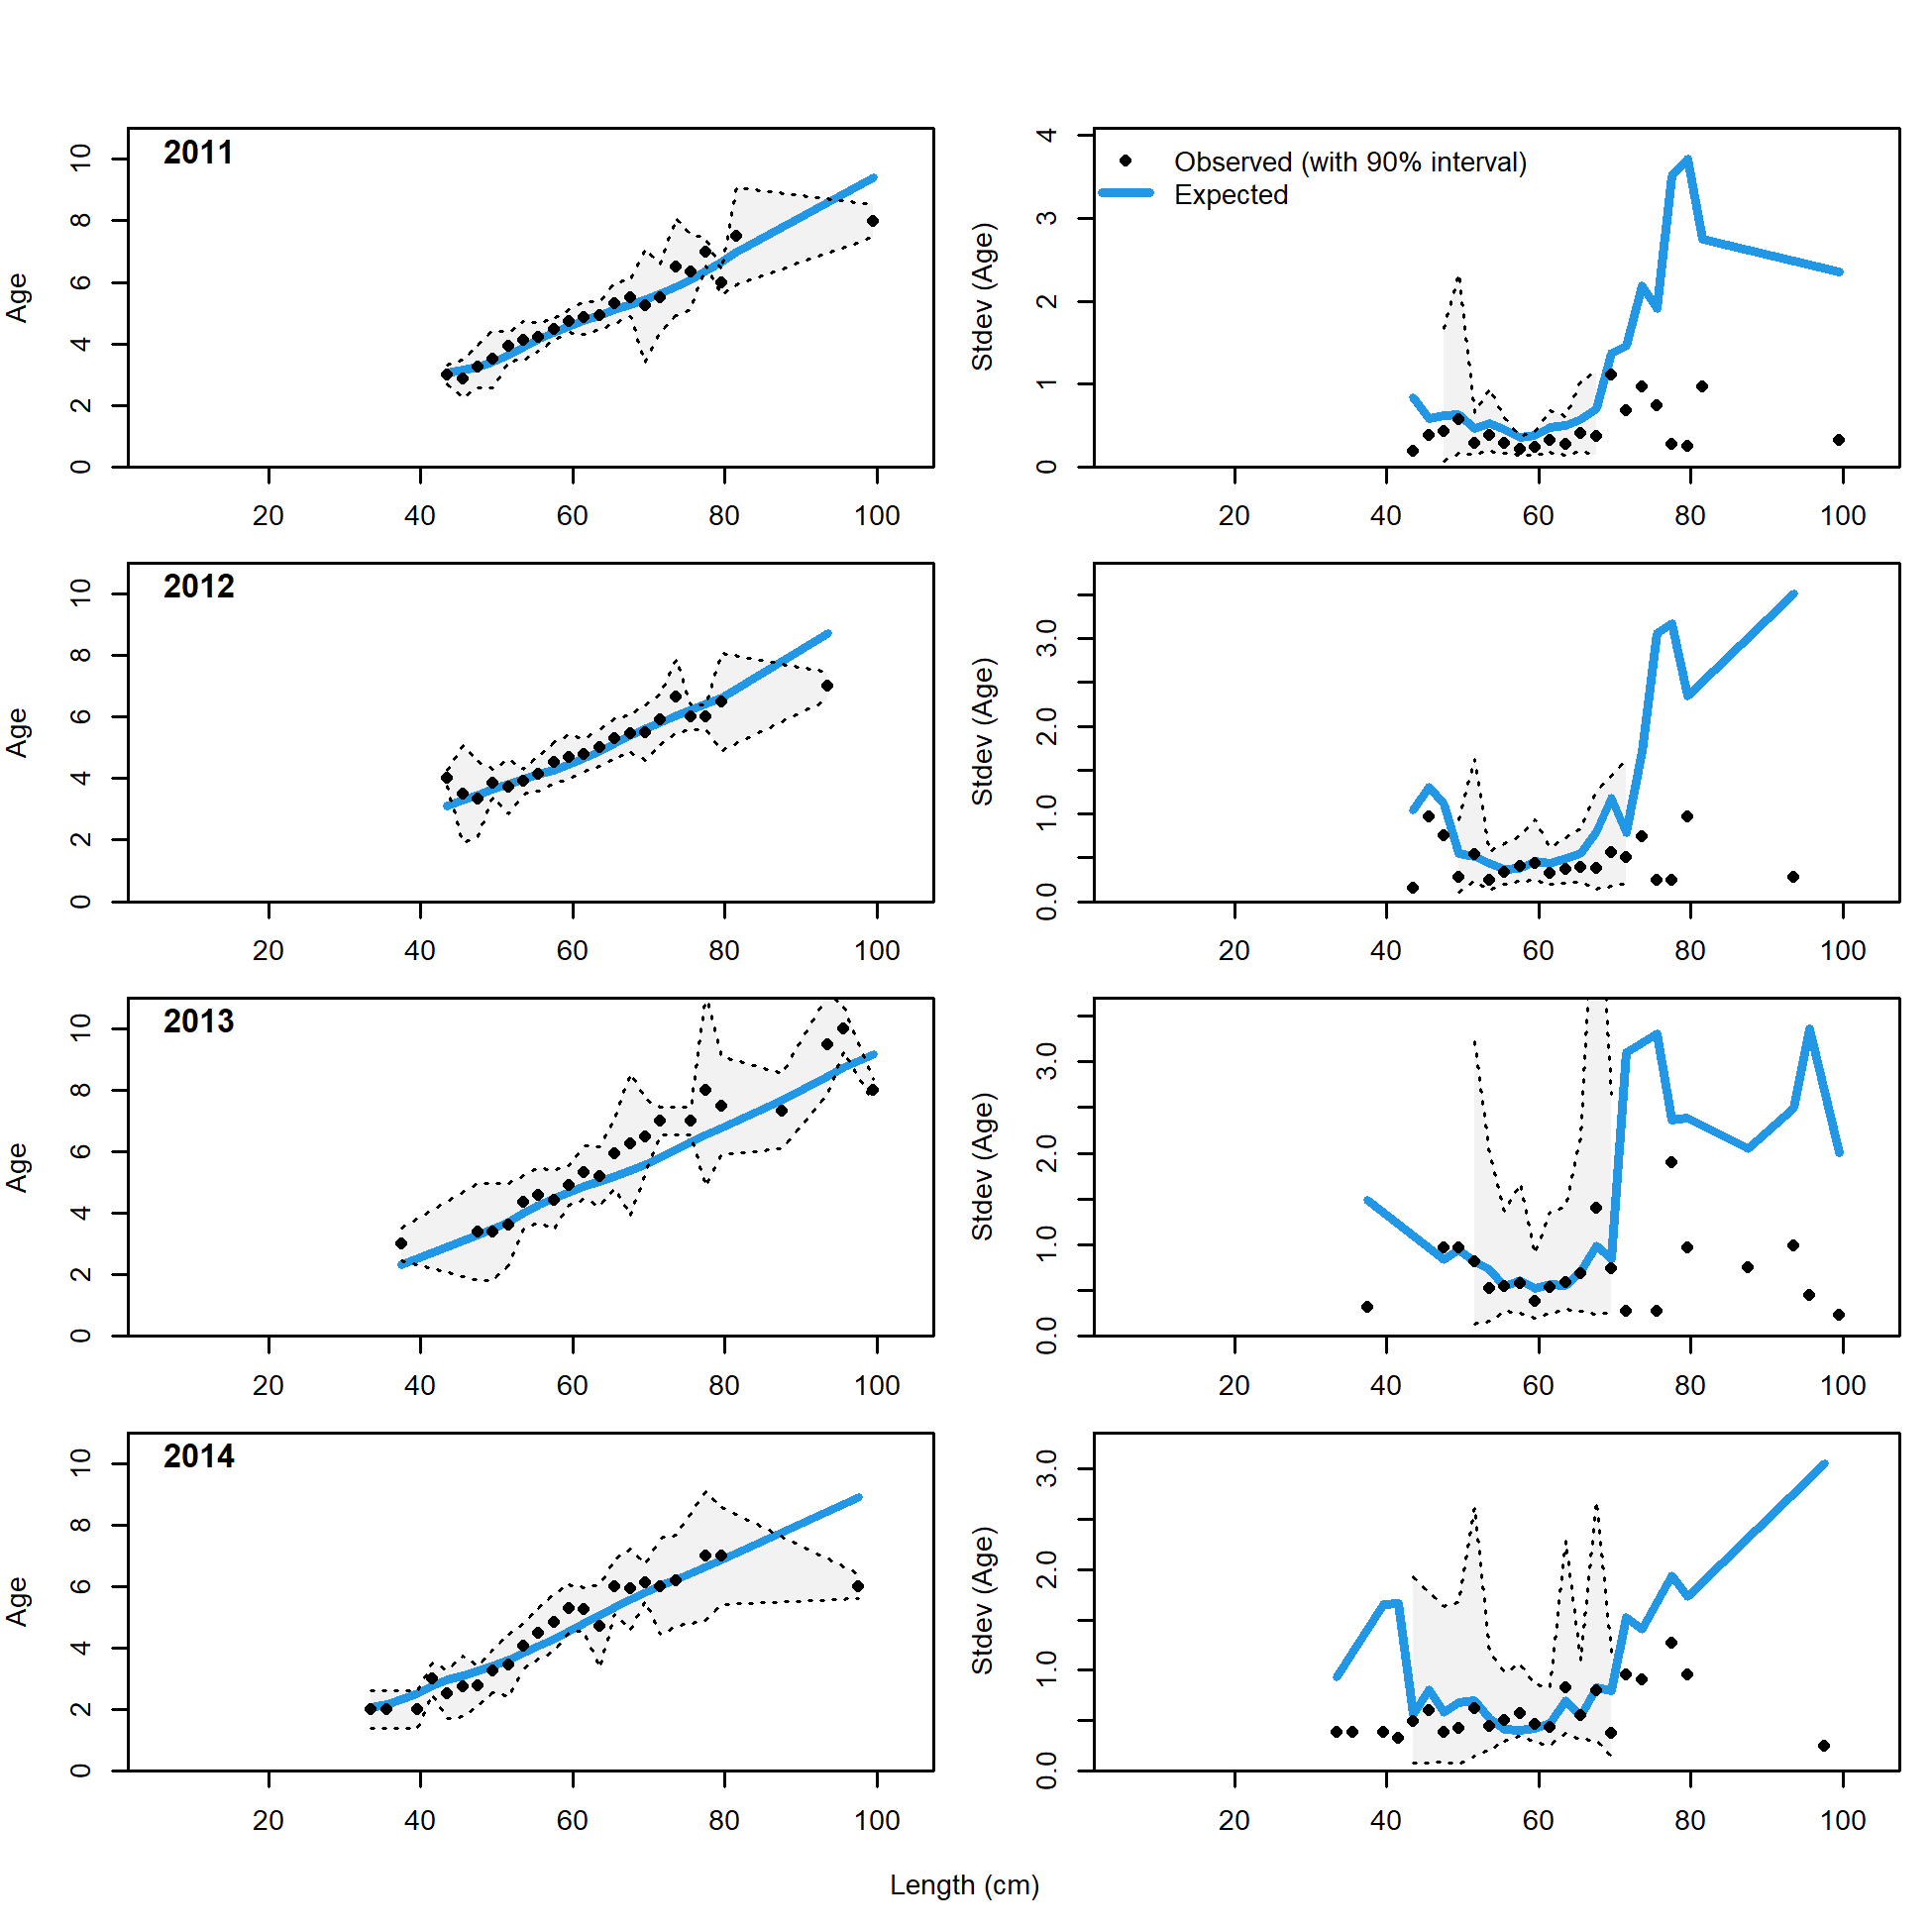 2011
Age
0 2 4 6 8 10
20 40 60 80 100
Observed (with 90% interval)
Expected
Stdev (Age)
0 1 2 3 4
20 40 60 80 100
2012
Age
0 2 4 6 8 10
20 40 60 80 100
Stdev (Age)
0.0 1.0 2.0 3.0
20 40 60 80 100
2013
Age
0 2 4 6 8 10
20 40 60 80 100
Stdev (Age)
0.0 1.0 2.0 3.0
20 40 60 80 100
2014
Age
0 2 4 6 8 10
20 40 60 80 100
Stdev (Age)
0.0 1.0 2.0 3.0
20 40 60 80 100
Length (cm)